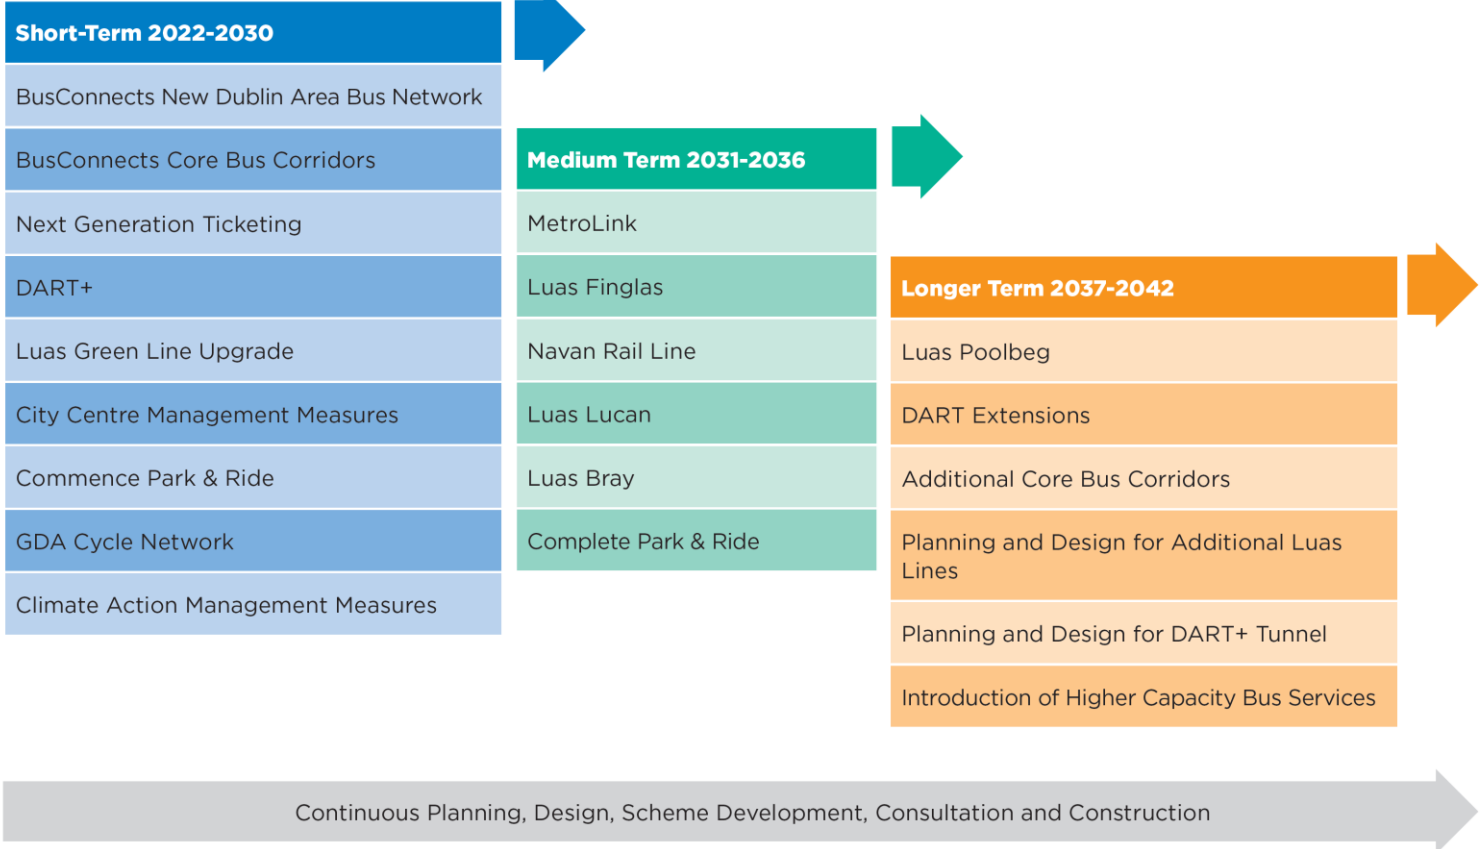 Short-Term 2022-2030
BusConnects New Dublin Area Bus Network
BusConnects Core Bus Corridors
Next Generation Ticketing
DART+
Luas Green Line Upgrade
City Centre Management Measures
Commence Park & Ride
GDA Cycle Network
Climate Action Management Measures
Medium Term 2031-2036
MetroLink
Luas Finglas
Navan Rail Line
Luas Lucan
Luas Bray
Complete Park & Ride
Longer Term 2037-2042
Luas Poolbeg
DART Extensions
Additional Core Bus Corridors
Planning and Design for Additional Luas
Lines
Planning and Design for DART+ Tunnel
Introduction of Higher Capacity Bus Services
Continuous Planning, Design, Scheme Development, Consultation and Construction